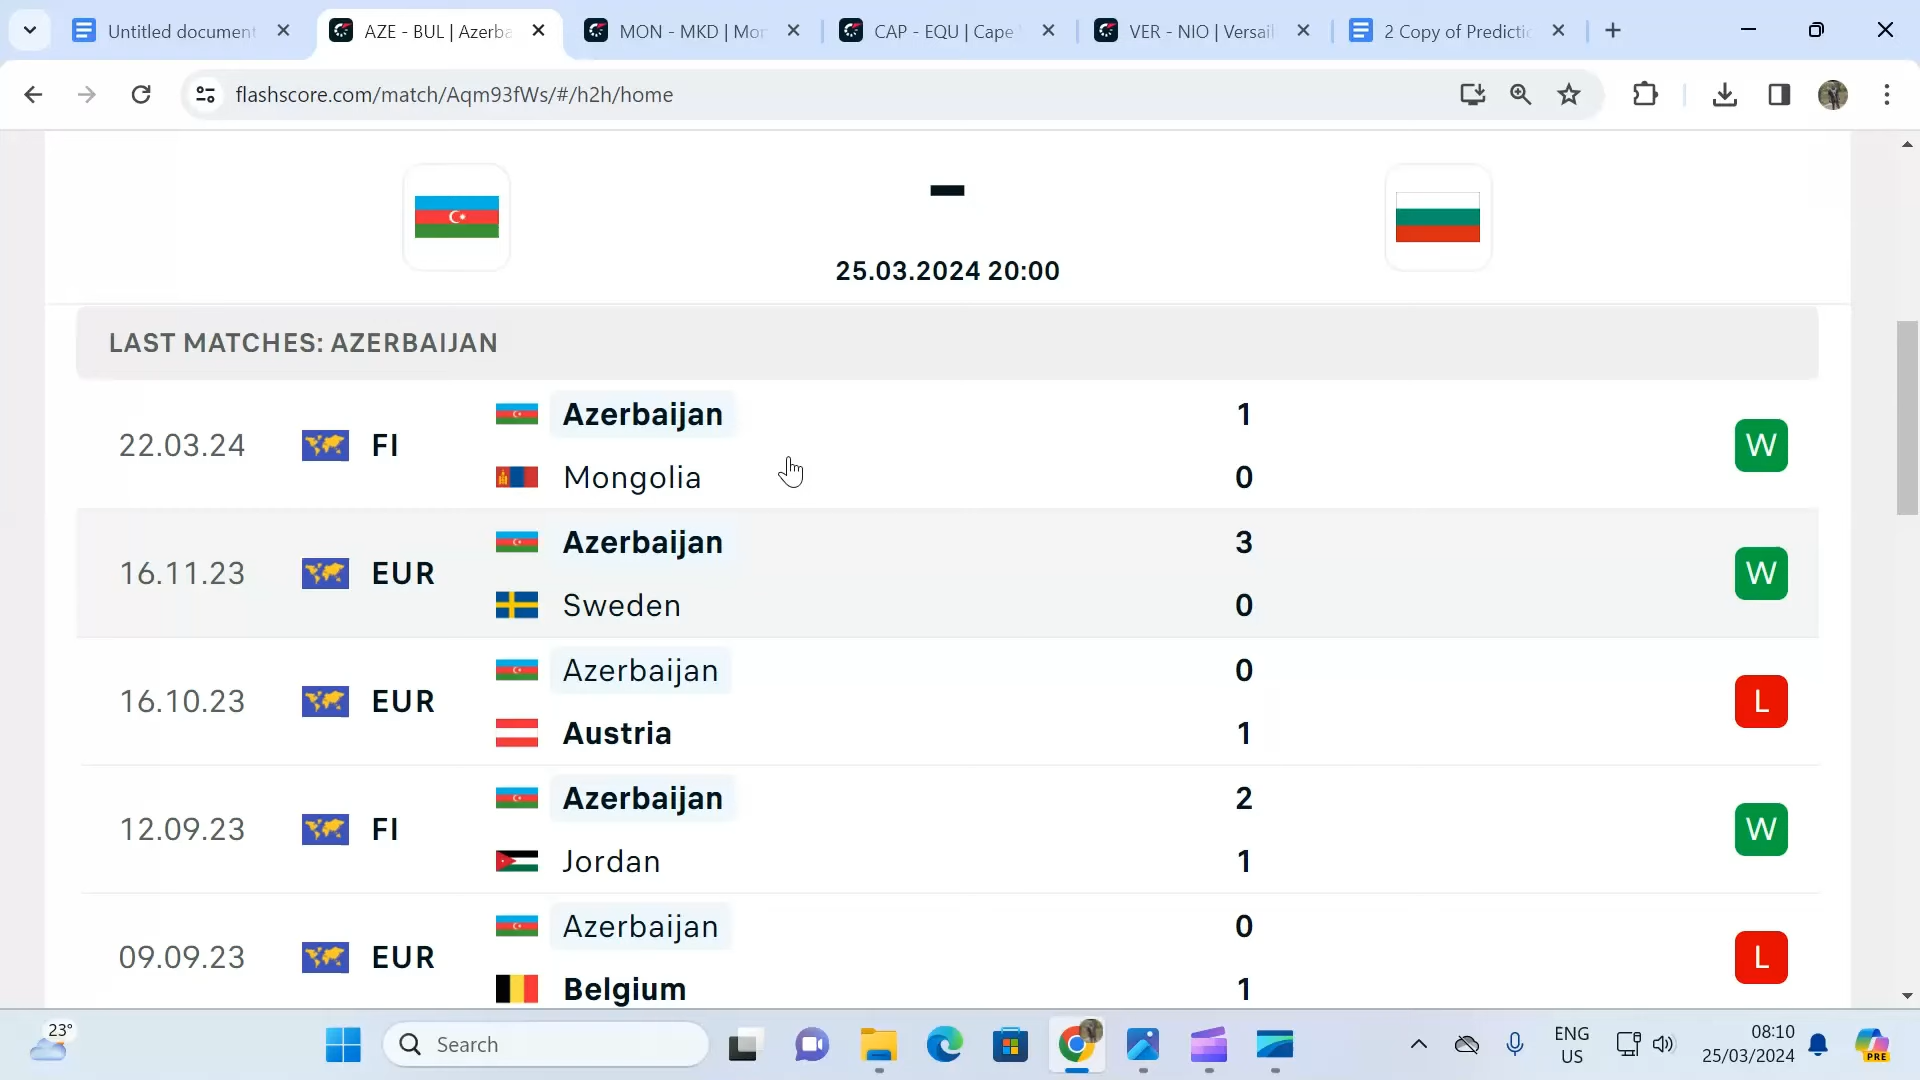 Untitled document
AZE - BUL | Azerba
MON - MKD | Mon
CAP - EQU | Cape
VER - NIO | Versail
2 Copy of Predictio
flashscore.com/match/Aqm93fWs/#/h2h/home
25.03.2024 20:00
LAST MATCHES: AZERBAIJAN
22.03.24 FI Azerbaijan 1 W
Mongolia 0
16.11.23 EUR Azerbaijan 3 W
Sweden 0
16.10.23 EUR Azerbaijan 0 L
Austria 1
12.09.23 FI Azerbaijan 2 W
Jordan 1
09.09.23 EUR Azerbaijan 0 L
Belgium 1
23°
Search
ENG
US
08:10
25/03/2024
PRE